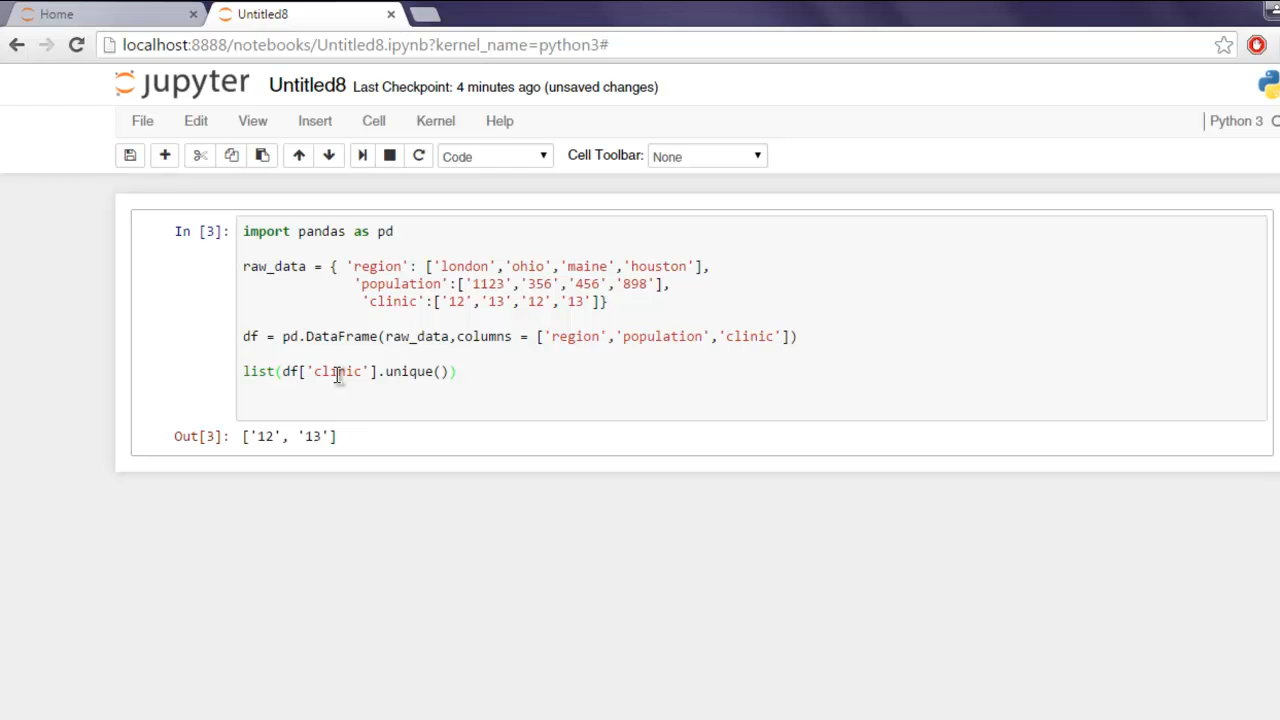 Home
Untitled8
localhost:8888/notebooks/Untitled8.ipynb?kernel_name=python3#
jupyter Untitled8 Last Checkpoint: 4 minutes ago (unsaved changes)
File Edit View Insert Cell Kernel Help Python 3
Code Cell Toolbar: None
In [3]: import pandas as pd
raw_data = { 'region': ['london','ohio','maine','houston'],
'population':['1123','356','456','898'],
'clinic':['12','13','12','13']}
df = pd.DataFrame(raw_data,columns = ['region','population','clinic'])
list(df['clinic'].unique())
Out[3]: ['12', '13']